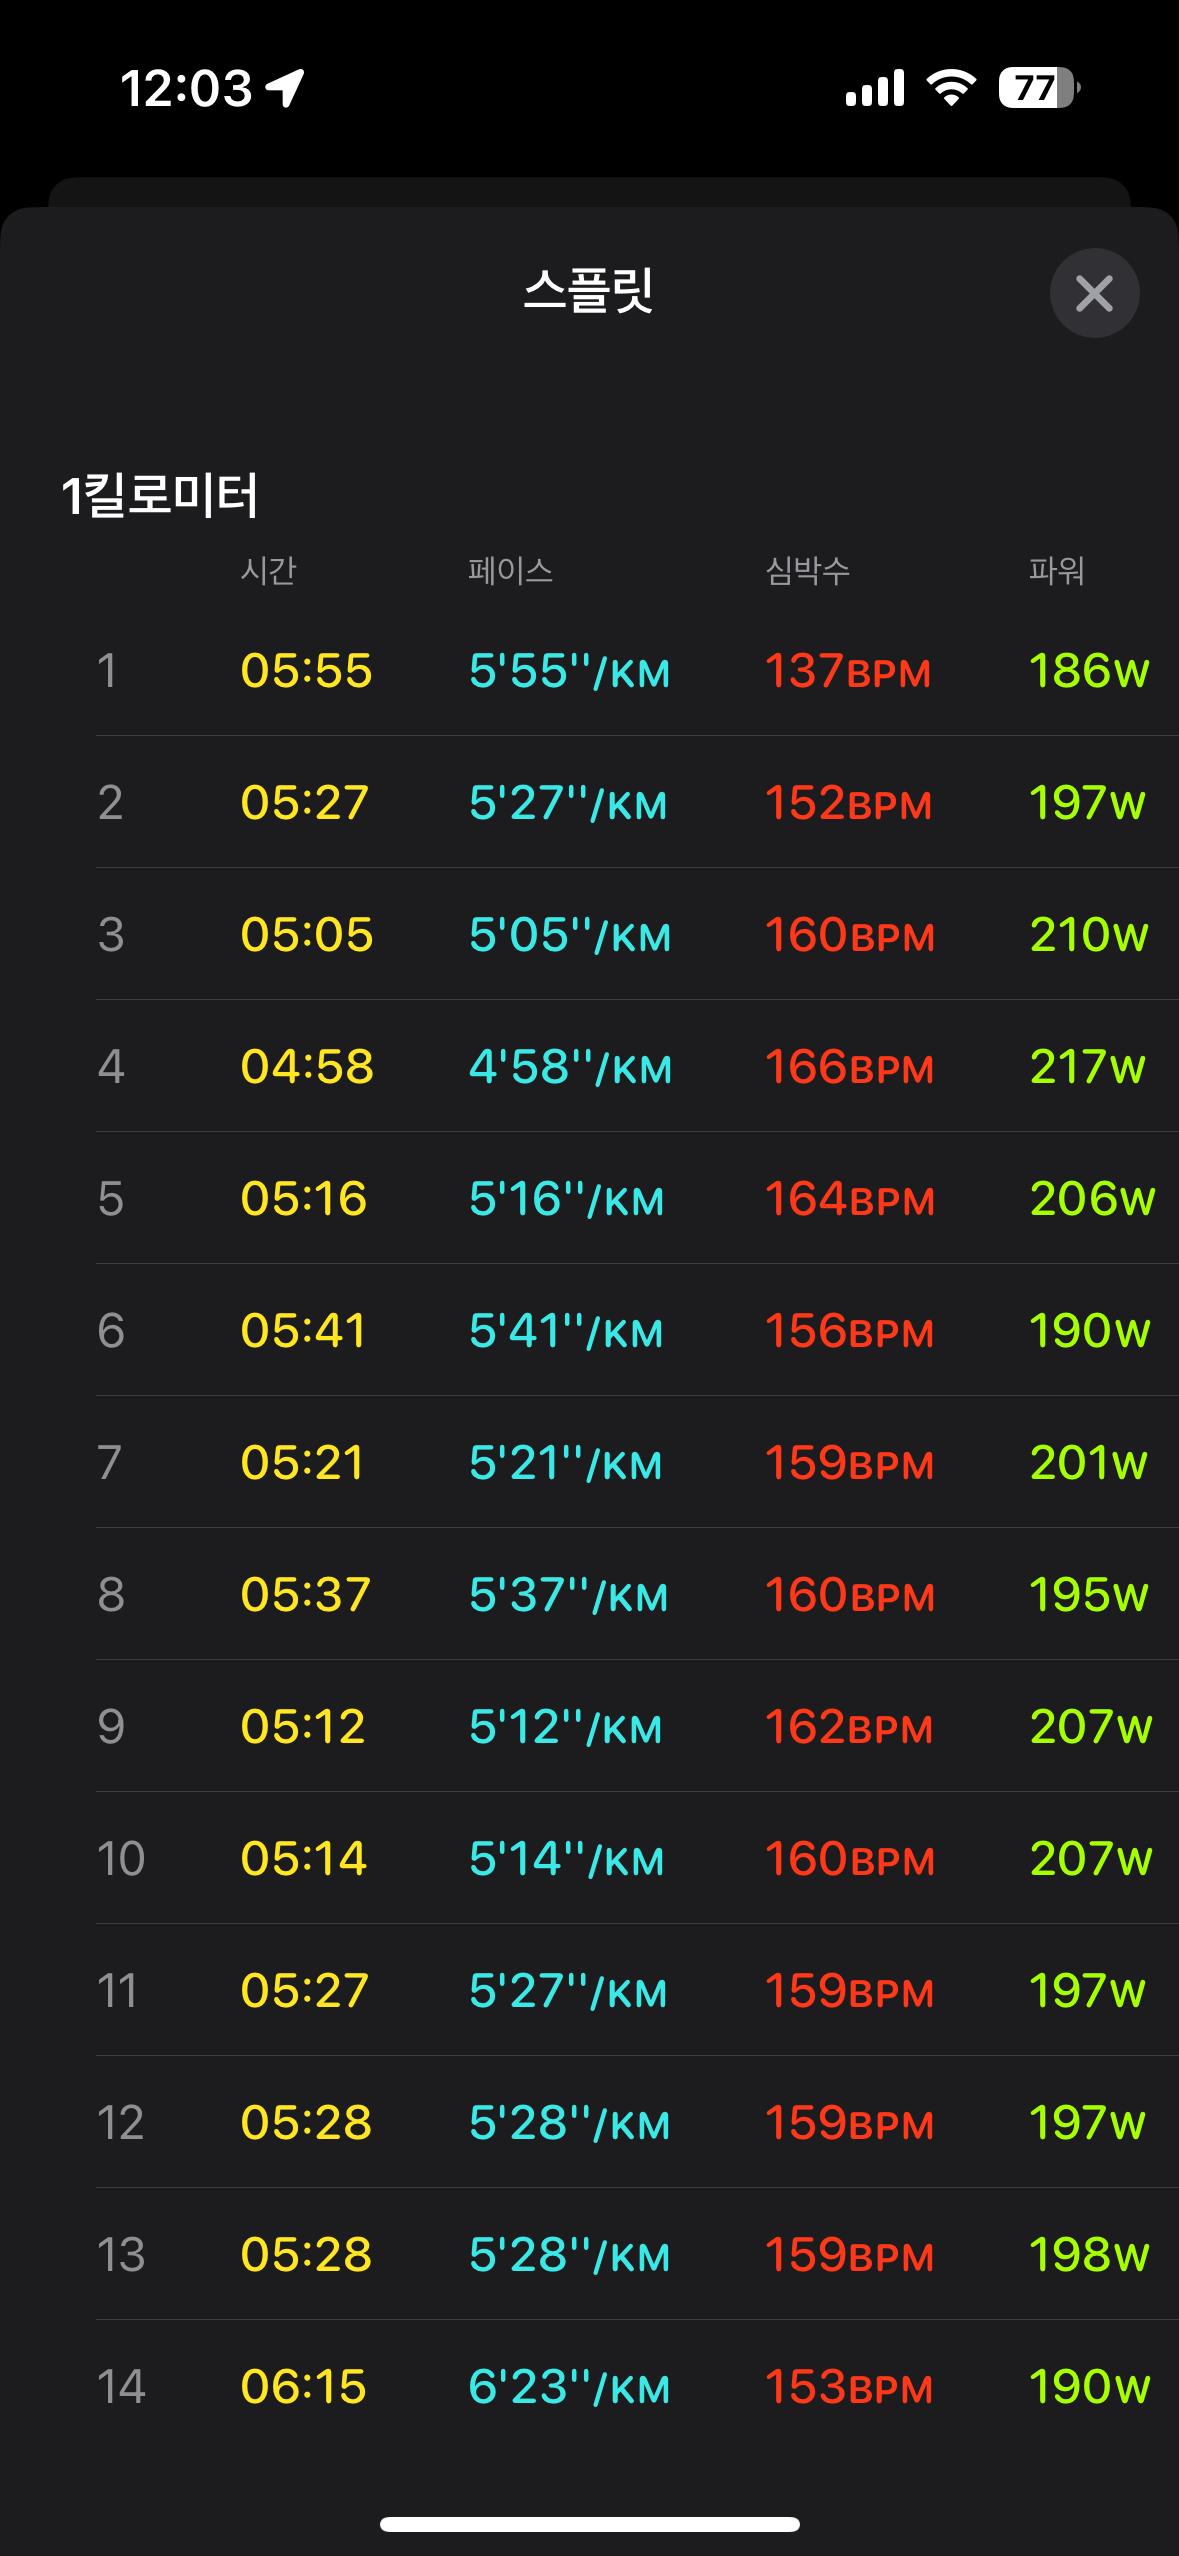 12:03 77
스플릿
1킬로미터
시간 페이스 심박수 파워
1 05:55 5'55''/KM 137BPM 186W
2 05:27 5'27''/KM 152BPM 197W
3 05:05 5'05''/KM 160BPM 210W
4 04:58 4'58''/KM 166BPM 217W
5 05:16 5'16''/KM 164BPM 206W
6 05:41 5'41''/KM 156BPM 190W
7 05:21 5'21''/KM 159BPM 201W
8 05:37 5'37''/KM 160BPM 195W
9 05:12 5'12''/KM 162BPM 207W
10 05:14 5'14''/KM 160BPM 207W
11 05:27 5'27''/KM 159BPM 197W
12 05:28 5'28''/KM 159BPM 197W
13 05:28 5'28''/KM 159BPM 198W
14 06:15 6'23''/KM 153BPM 190W